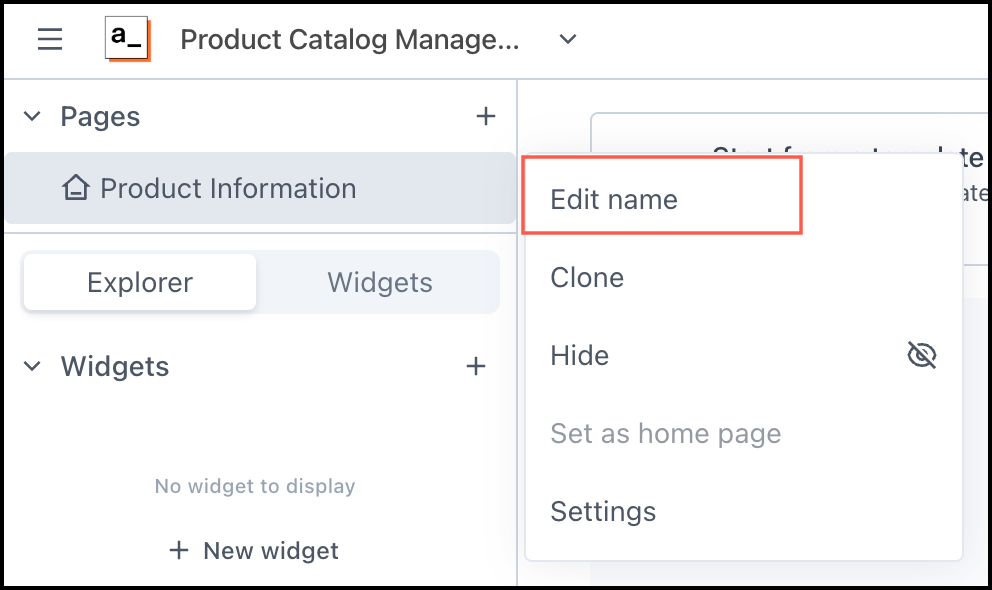 a_ Product Catalog Manage...
Pages
Product Information
Explorer Widgets
Widgets
No widget to display
New widget
Edit name
Clone
Hide
Set as home page
Settings